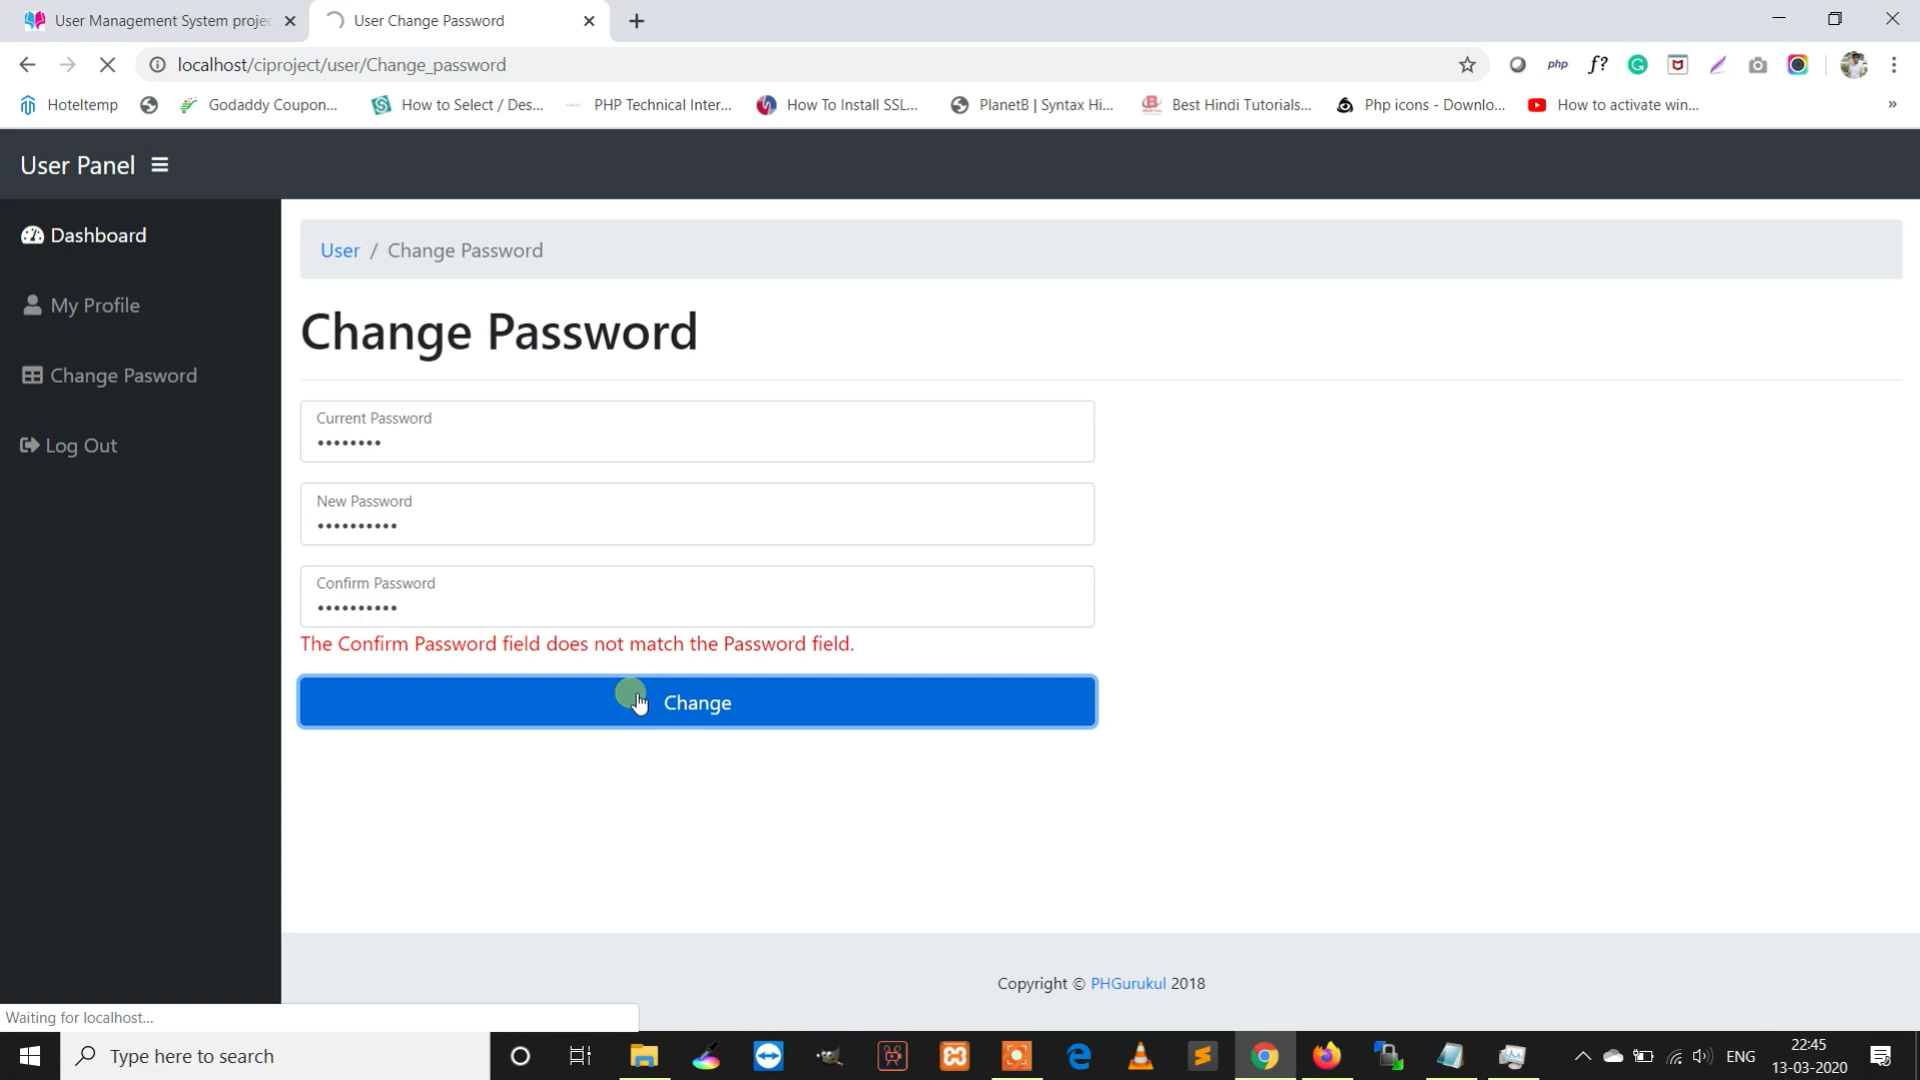 User Management System projec
User Change Password
localhost/ciproject/user/Change_password
php
f?
Hoteltemp
Godaddy Coupon...
How to Select / Des...
PHP Technical Inter...
How To Install SSL...
PlanetB | Syntax Hi...
Best Hindi Tutorials...
Php icons - Downlo...
How to activate win...
»
User Panel
Dashboard
My Profile
Change Pasword
Log Out
User / Change Password
Change Password
Current Password
••••••••
New Password
••••••••••
Confirm Password
••••••••••
The Confirm Password field does not match the Password field.
Change
Copyright © PHGurukul 2018
Waiting for localhost...
Type here to search
ENG
22:45
13-03-2020